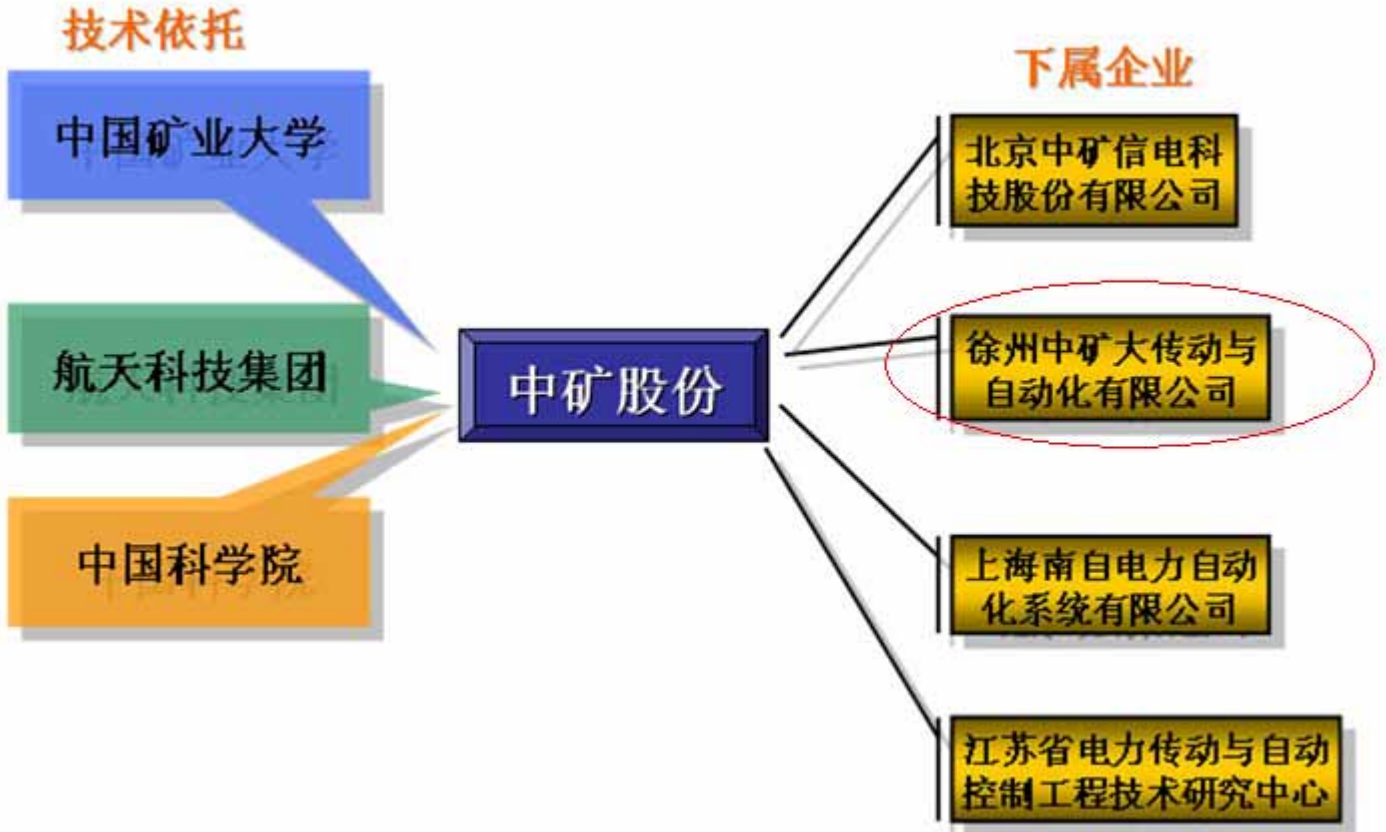 技术依托
中国矿业大学
航天科技集团
中国科学院
中矿股份
下属企业
北京中矿信电科
技股份有限公司
徐州中矿大传动与
自动化有限公司
上海南自电力自动
化系统有限公司
江苏省电力传动与自动
控制工程技术研究中心